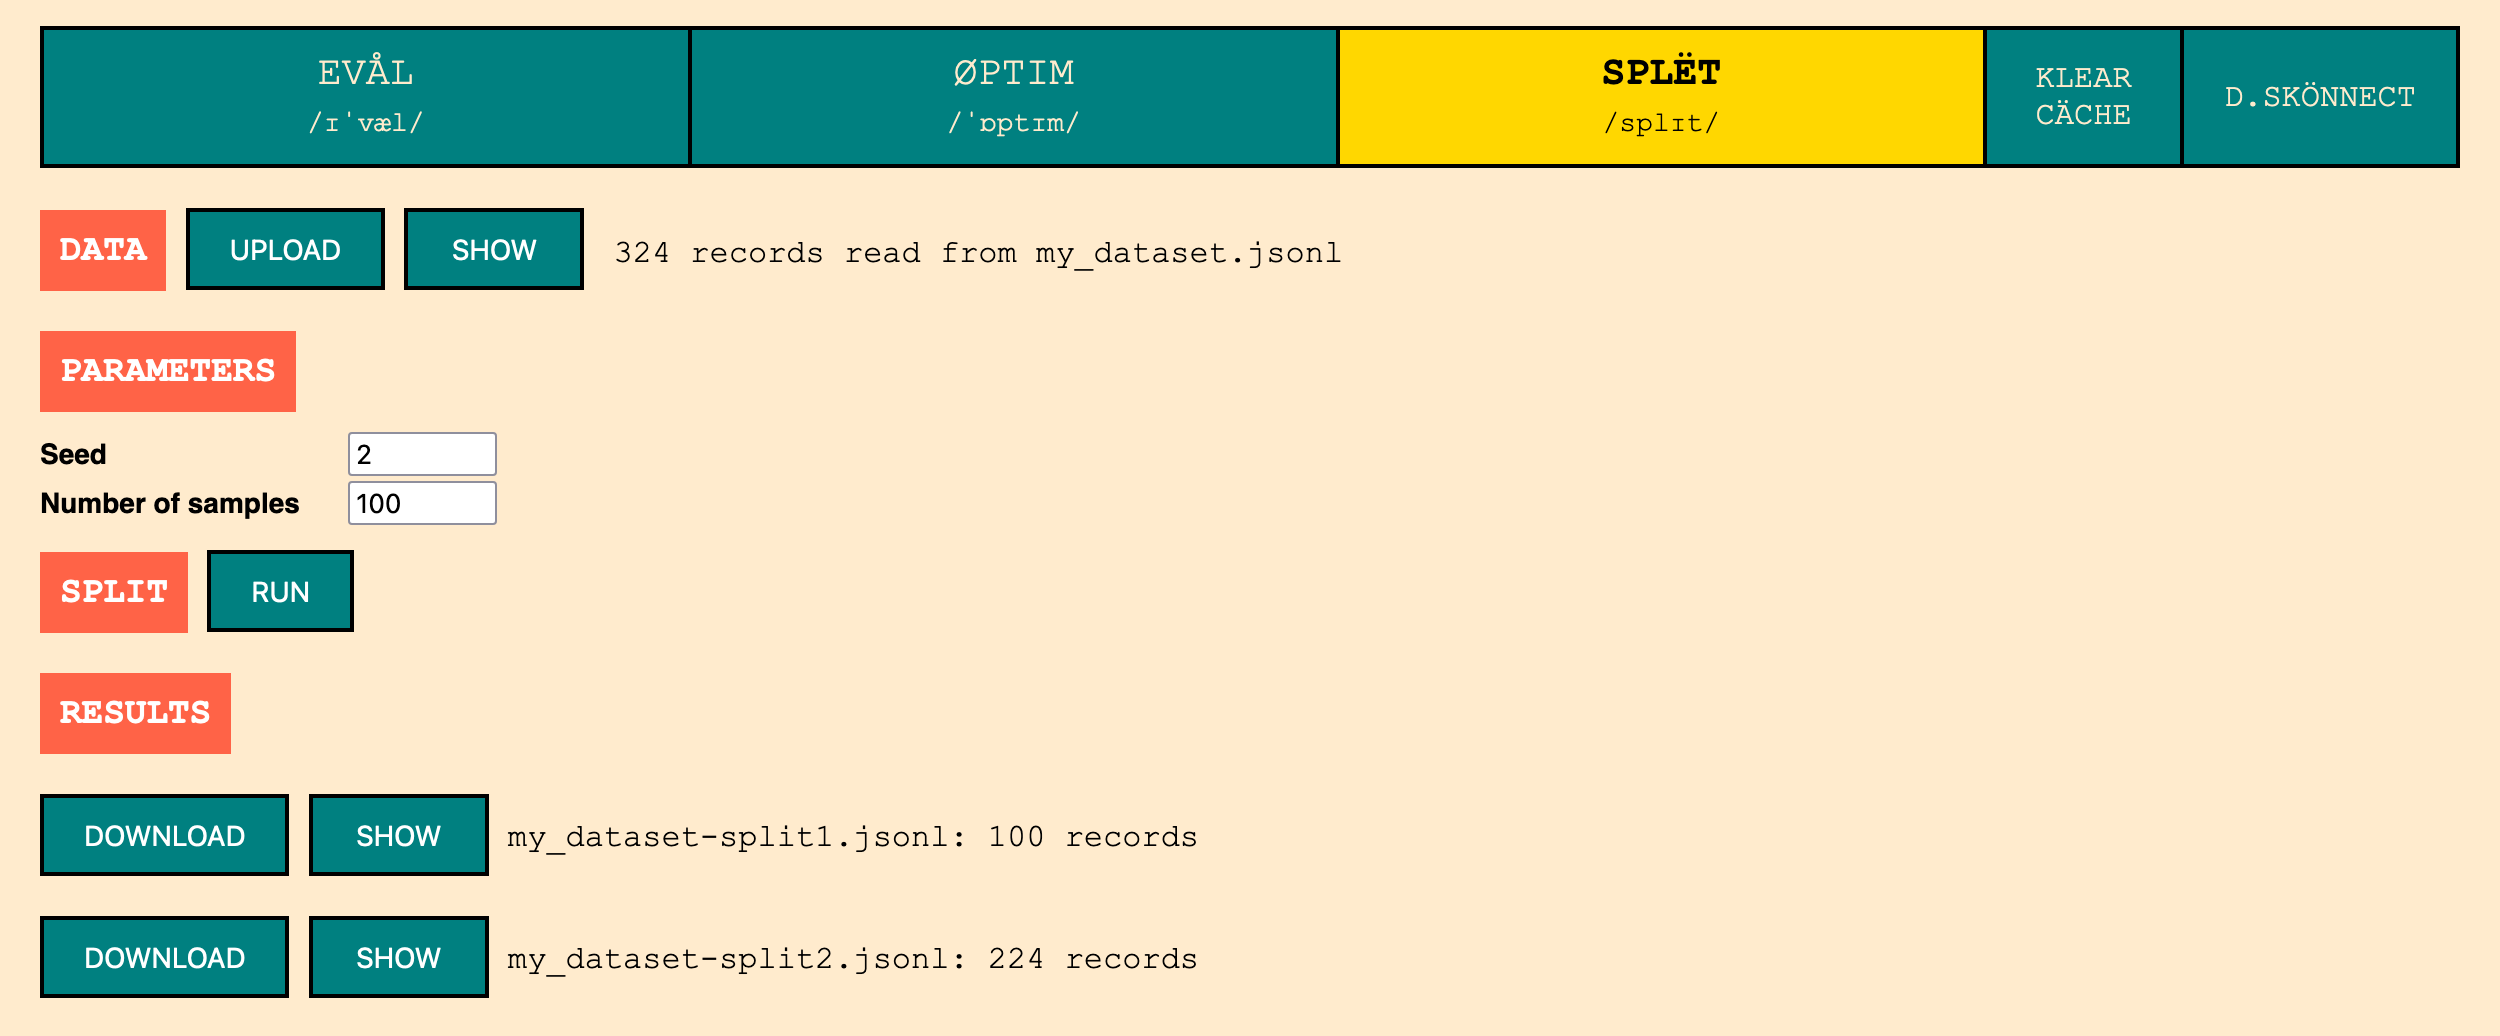 EVÅL
/ɪˈvæl/
ØPTIM
/ˈɒptɪm/
SPLËT
/splɪt/
KLEAR
CÄCHE
D.SKÖNNECT
DATA UPLOAD SHOW 324 records read from my_dataset.jsonl
PARAMETERS
Seed 2
Number of samples 100
SPLIT RUN
RESULTS
DOWNLOAD SHOW my_dataset-split1.jsonl: 100 records
DOWNLOAD SHOW my_dataset-split2.jsonl: 224 records